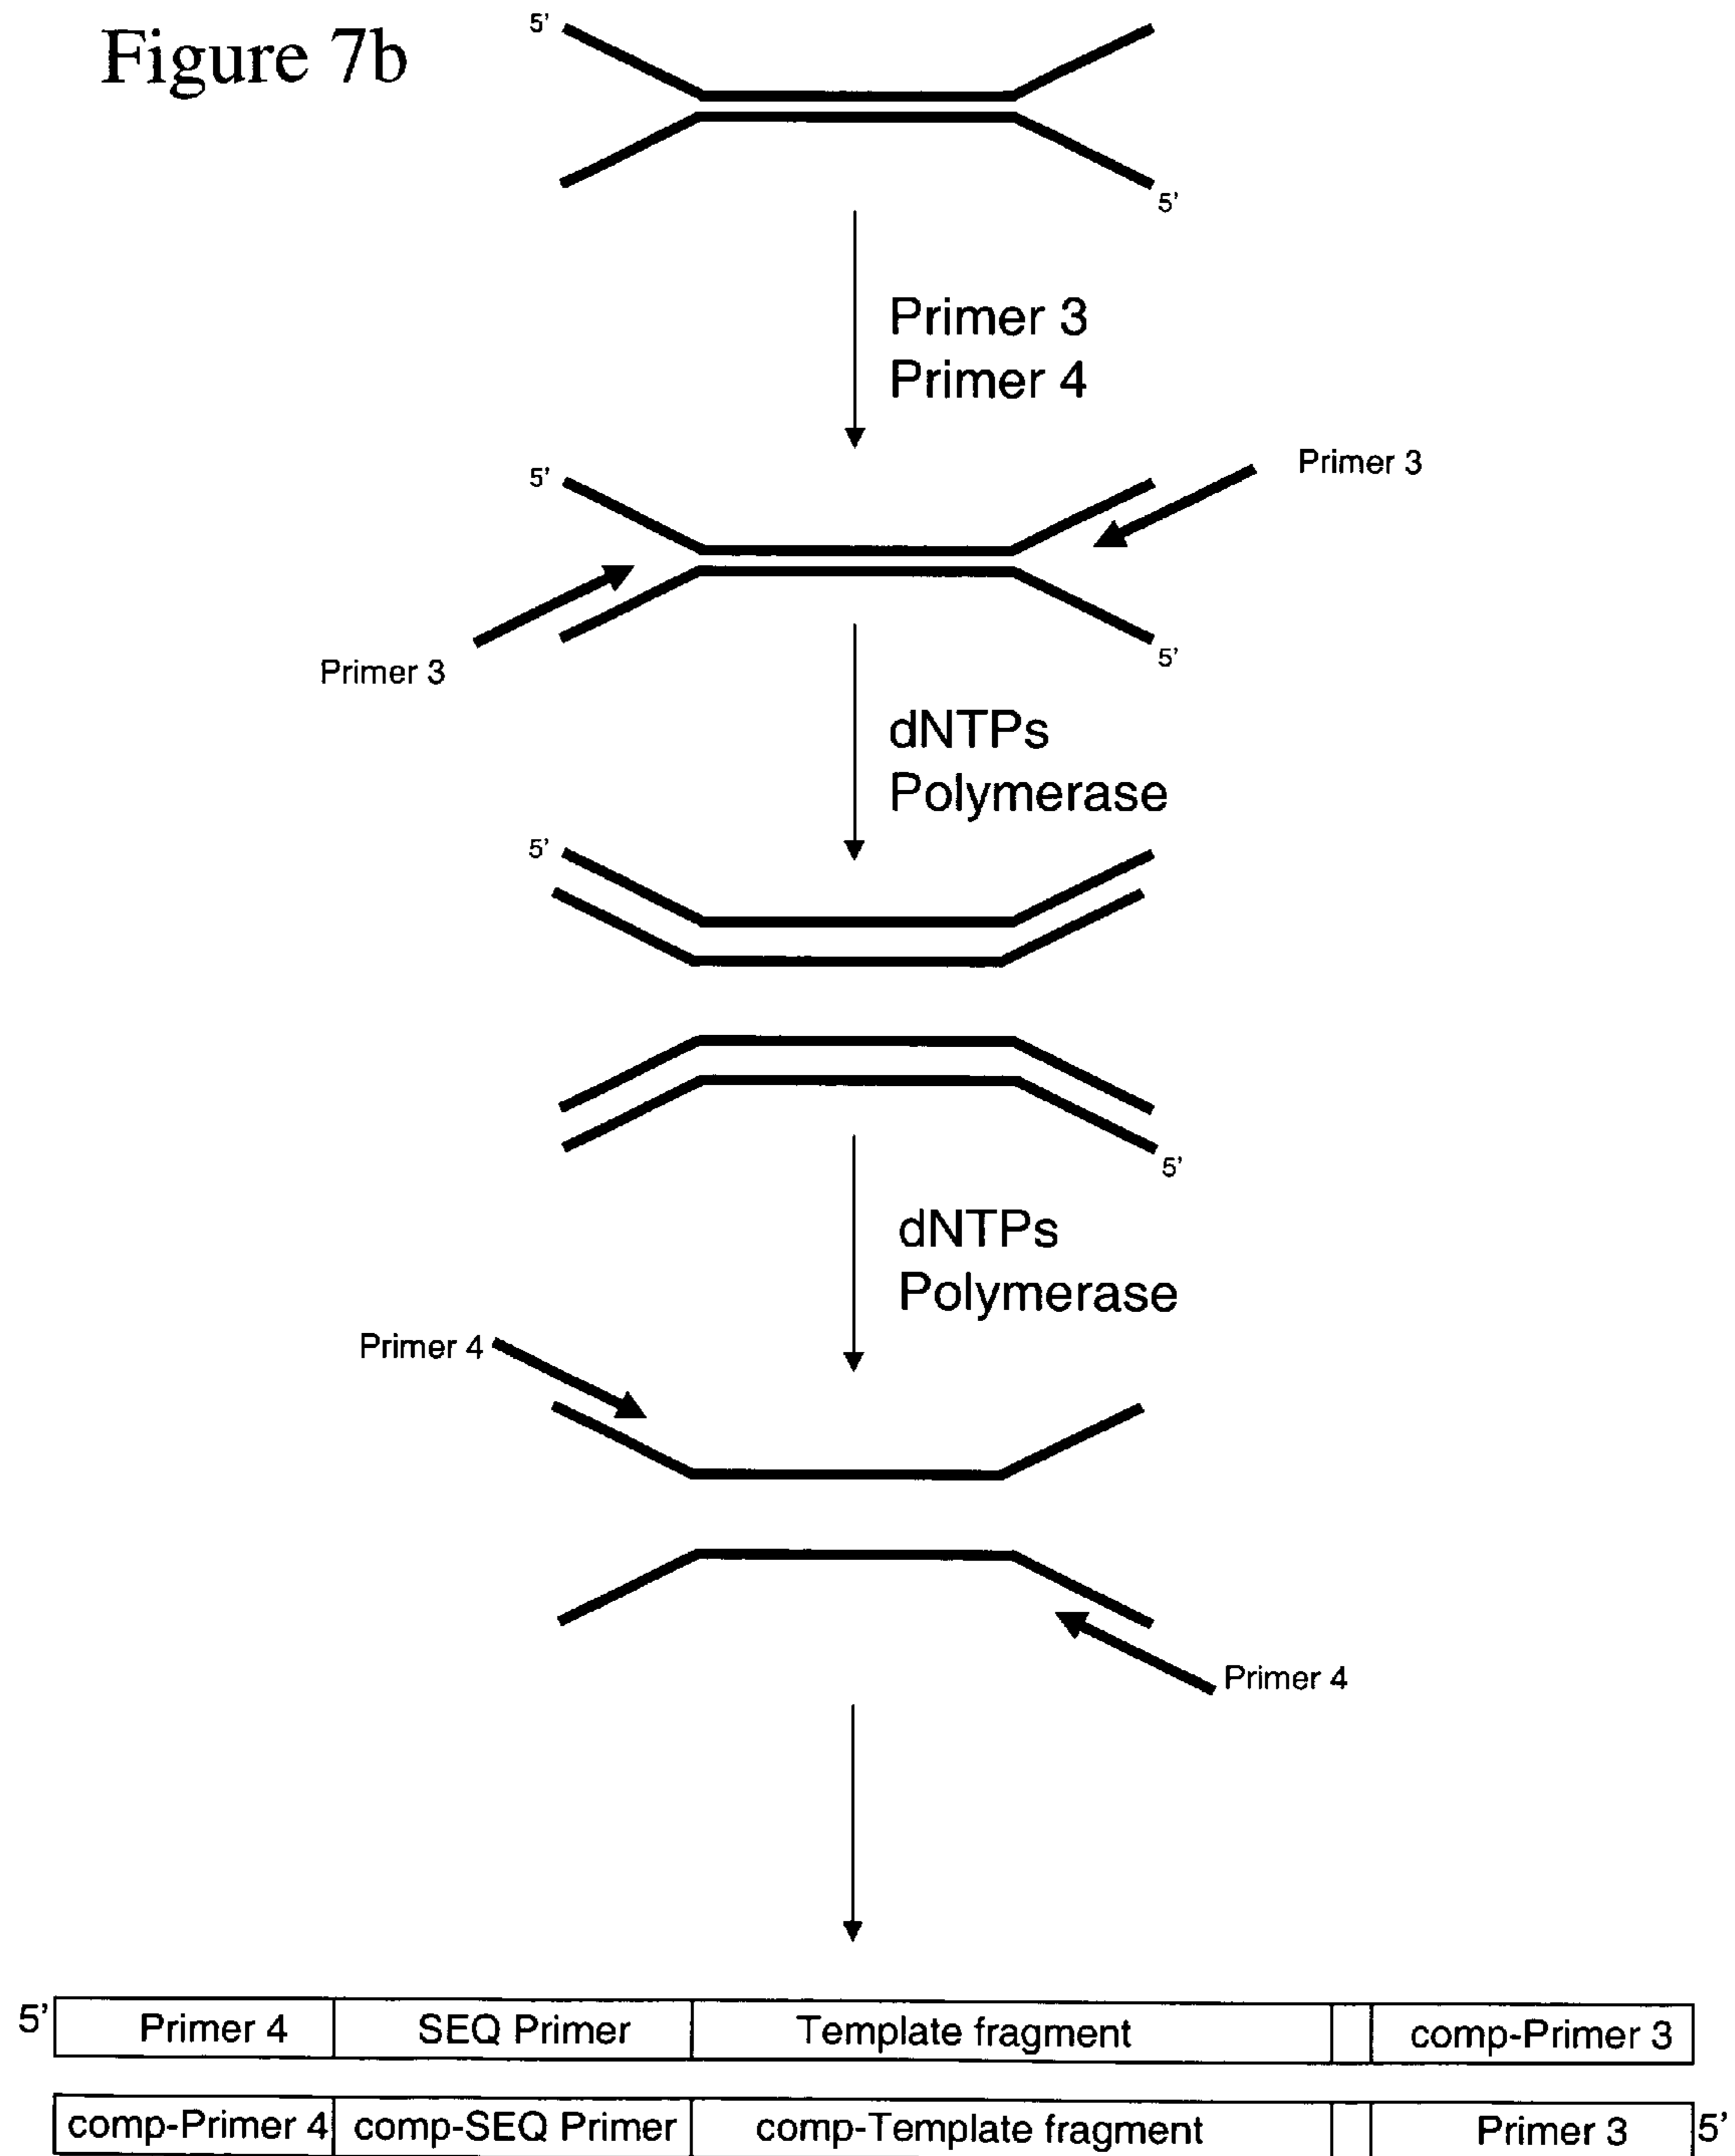 Figure 7b
5'
5'
Primer 3
Primer 4
5'
Primer 3
Primer 3
5'
dNTPs
Polymerase
5'
5'
dNTPs
Polymerase
Primer 4
Primer 4
5' Primer 4 SEQ Primer Template fragment comp-Primer 3
comp-Primer 4 comp-SEQ Primer comp-Template fragment Primer 3 5'